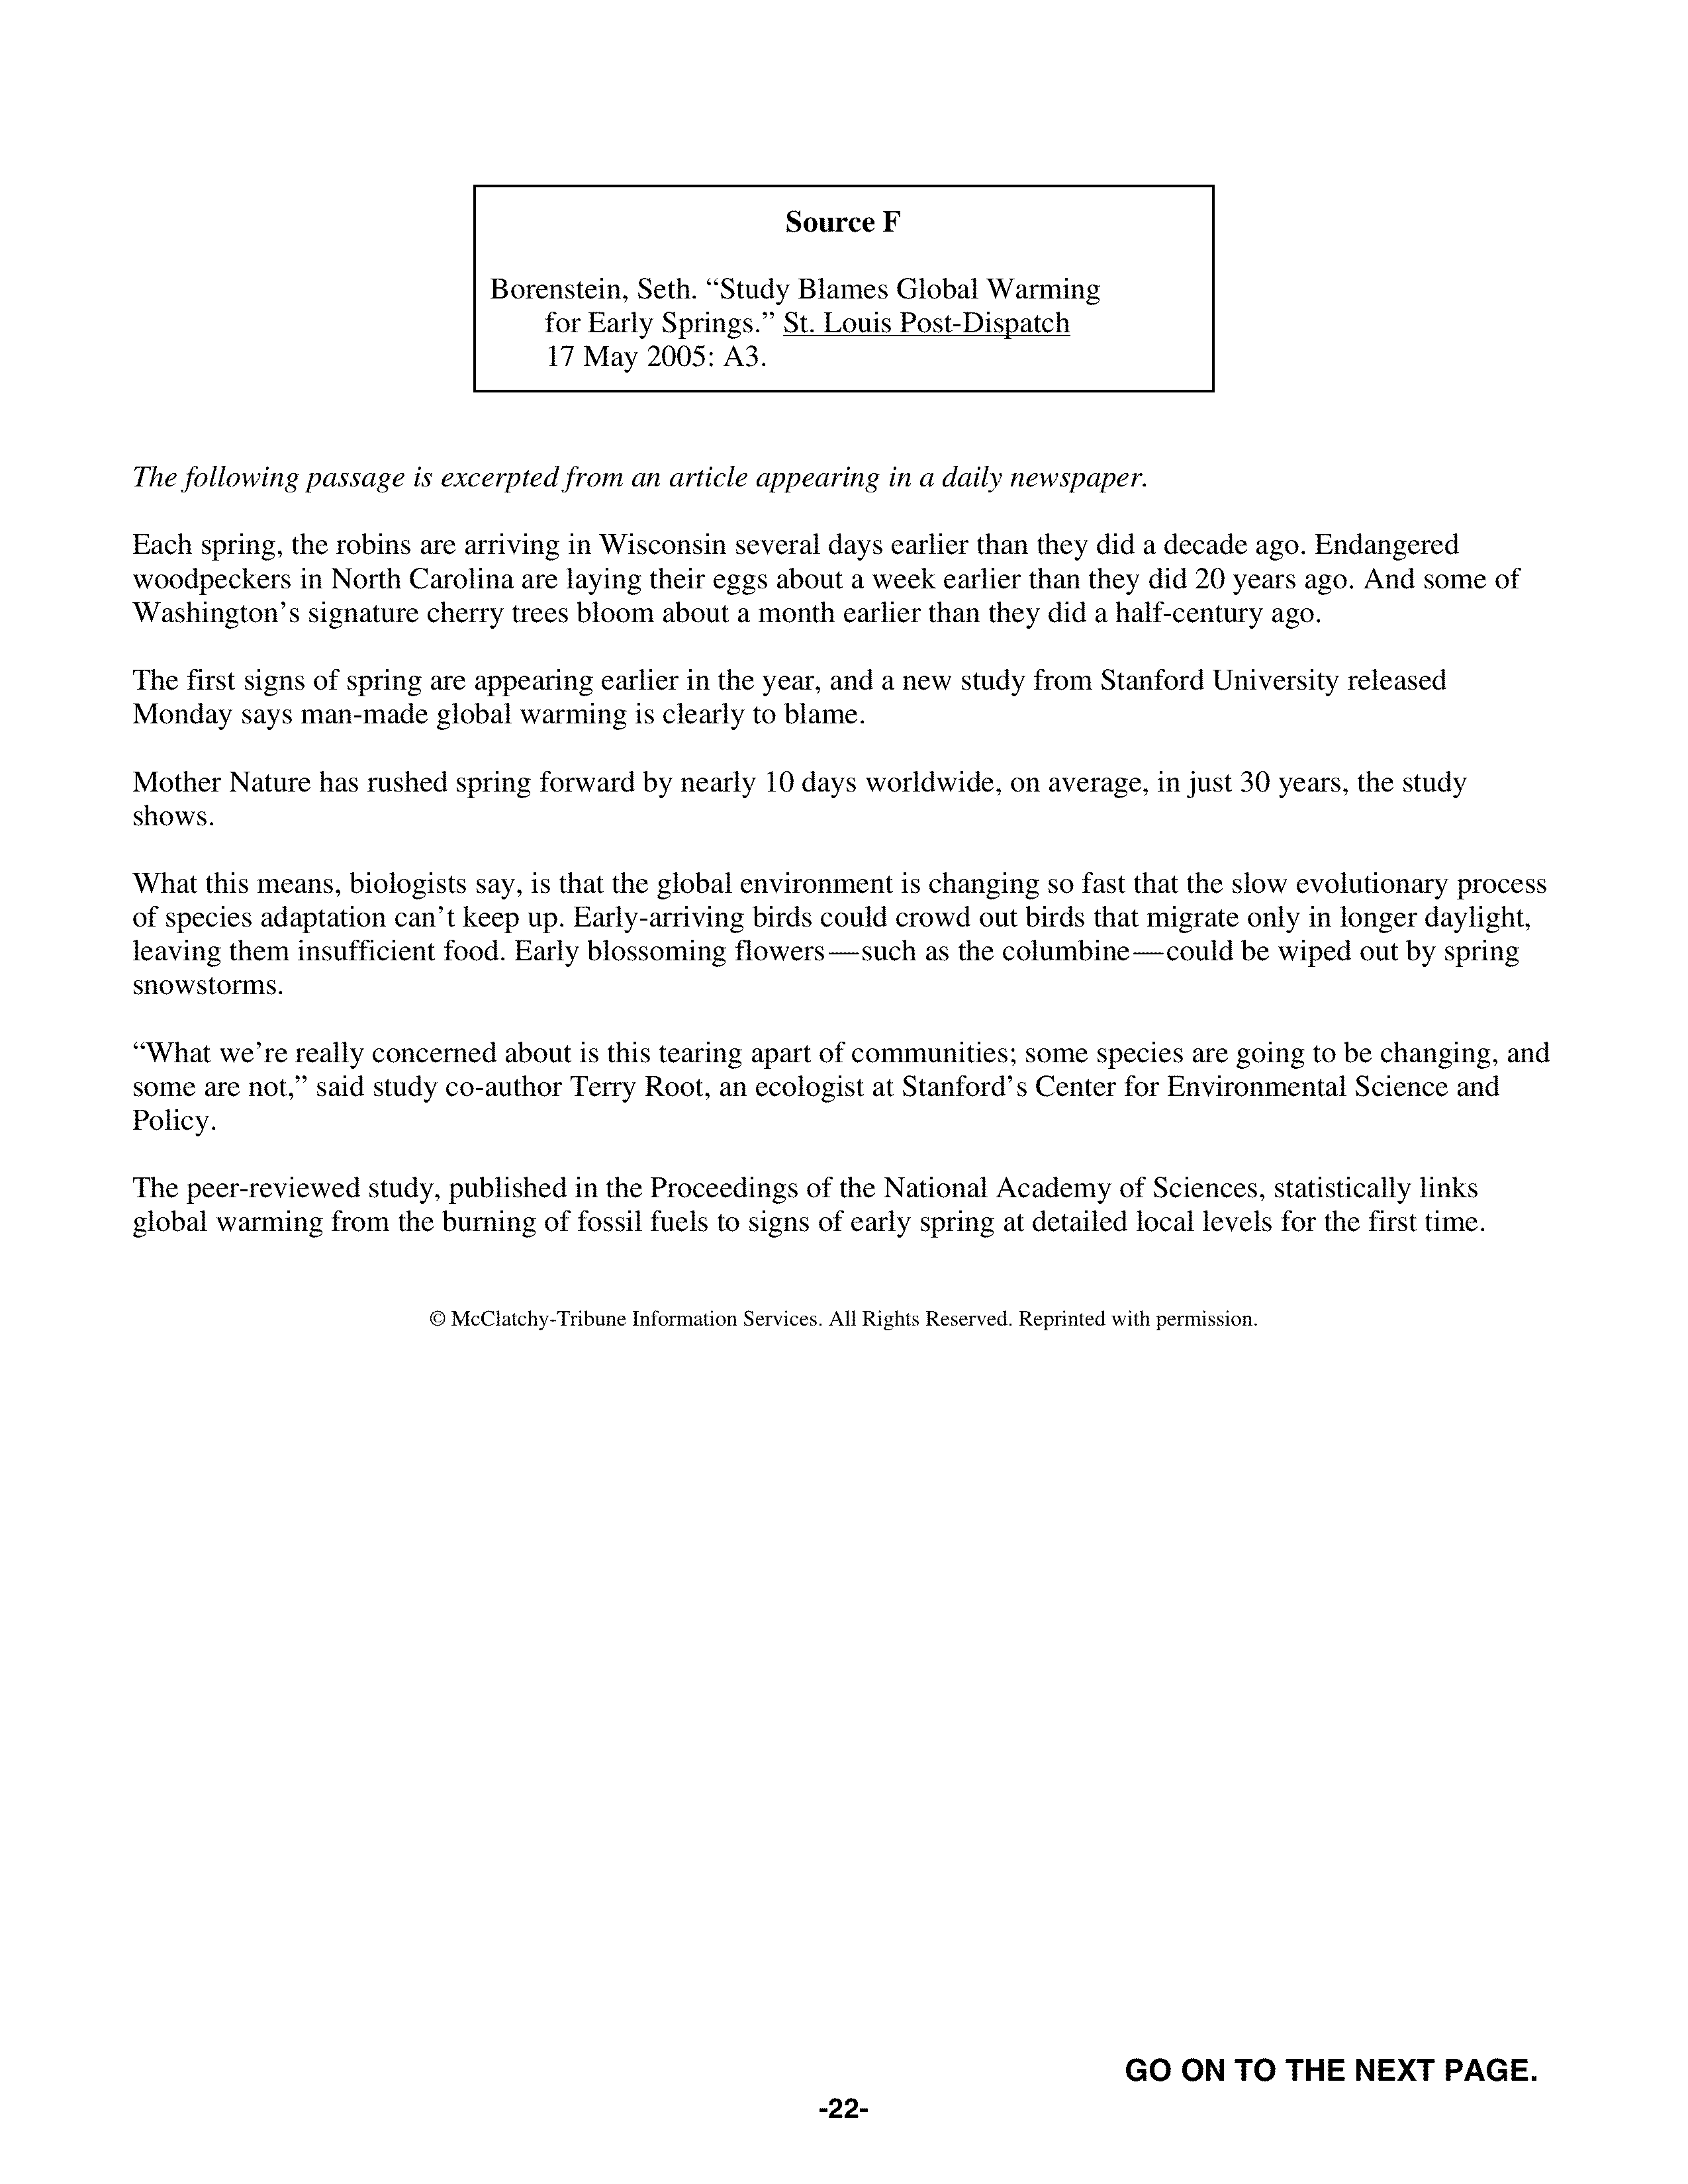 Source F
Borenstein, Seth. “Study Blames Global Warming
for Early Springs.” St. Louis Post-Dispatch
17 May 2005: A3.
The following passage is excerpted from an article appearing in a daily newspaper.
Each spring, the robins are arriving in Wisconsin several days earlier than they did a decade ago. Endangered
woodpeckers in North Carolina are laying their eggs about a week earlier than they did 20 years ago. And some of
Washington’s signature cherry trees bloom about a month earlier than they did a half-century ago.
The first signs of spring are appearing earlier in the year, and a new study from Stanford University released
Monday says man-made global warming is clearly to blame.
Mother Nature has rushed spring forward by nearly 10 days worldwide, on average, in just 30 years, the study
shows.
What this means, biologists say, is that the global environment is changing so fast that the slow evolutionary process
of species adaptation can’t keep up. Early-arriving birds could crowd out birds that migrate only in longer daylight,
leaving them insufficient food. Early blossoming flowers—such as the columbine—could be wiped out by spring
snowstorms.
“What we’re really concerned about is this tearing apart of communities; some species are going to be changing, and
some are not,” said study co-author Terry Root, an ecologist at Stanford’s Center for Environmental Science and
Policy.
The peer-reviewed study, published in the Proceedings of the National Academy of Sciences, statistically links
global warming from the burning of fossil fuels to signs of early spring at detailed local levels for the first time.
© McClatchy-Tribune Information Services. All Rights Reserved. Reprinted with permission.
GO ON TO THE NEXT PAGE.
-22-